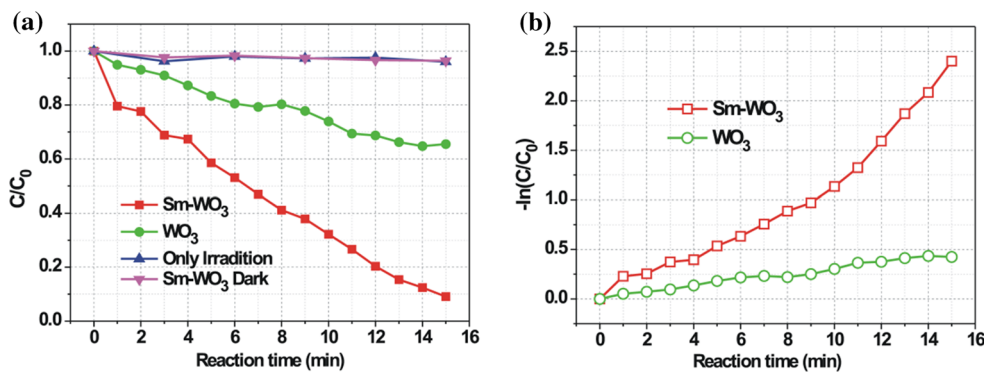 (a)
C/C0
1.0
0.8
0.6
0.4
0.2
0.0
Sm-WO3
WO3
Only Irradition
Sm-WO3 Dark
0 2 4 6 8 10 12 14 16
Reaction time (min)
(b)
-ln(C/C0)
2.5
2.0
1.5
1.0
0.5
0.0
Sm-WO3
WO3
0 2 4 6 8 10 12 14 16
Reaction time (min)